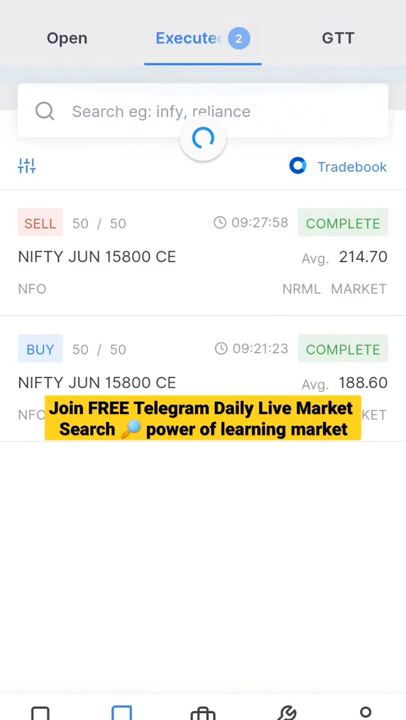 Open Executed 2 GTT
Search eg: infy, reliance
Tradebook
SELL 50 / 50 09:27:58 COMPLETE
NIFTY JUN 15800 CE Avg. 214.70
NFO NRML MARKET
BUY 50 / 50 09:21:23 COMPLETE
NIFTY JUN 15800 CE Avg. 188.60
Join FREE Telegram Daily Live Market
Search 🔎 power of learning market